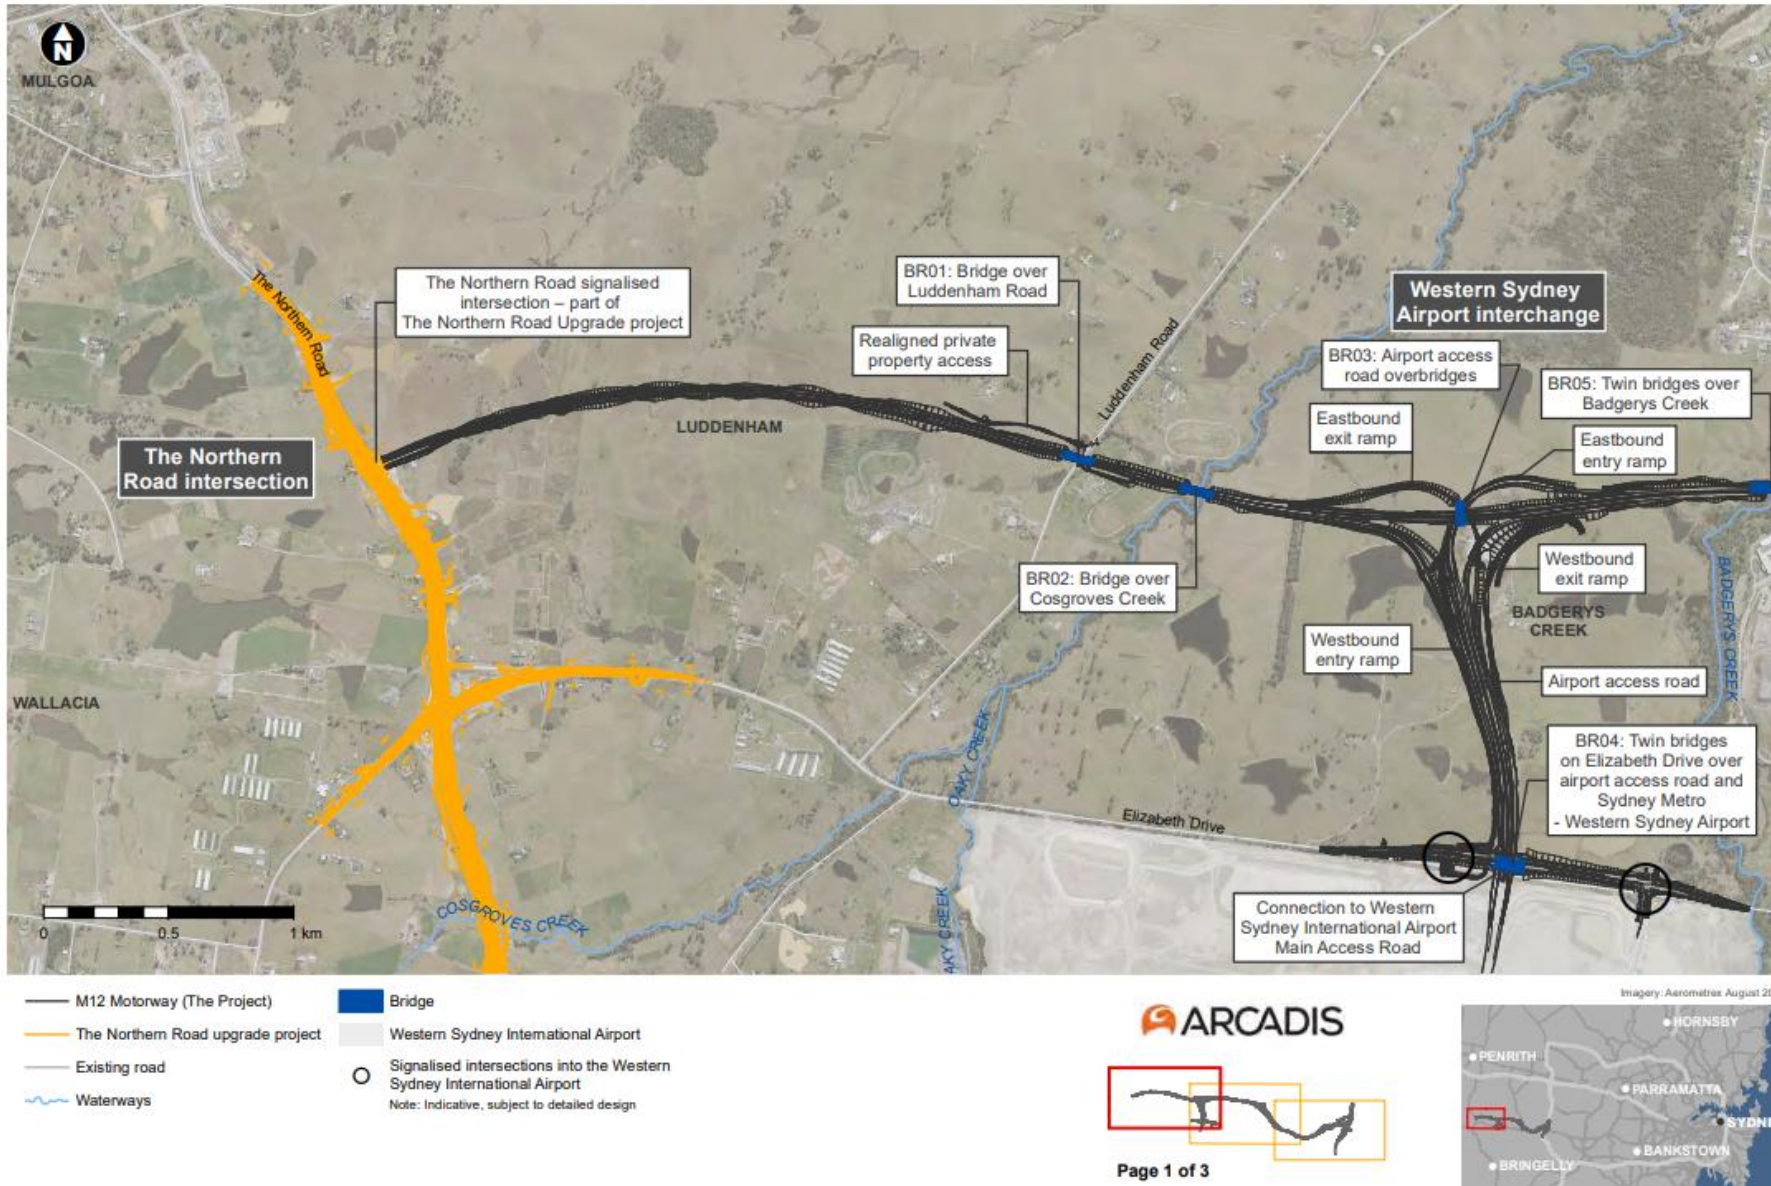 N
MULGOA
The Northern Road
The Northern Road signalised
intersection – part of
The Northern Road Upgrade project
The Northern
Road intersection
LUDDENHAM
Realigned private
property access
BR01: Bridge over
Luddenham Road
Luddenham Road
Western Sydney
Airport interchange
BR03: Airport access
road overbridges
BR05: Twin bridges over
Badgerys Creek
Eastbound
exit ramp
Eastbound
entry ramp
BR02: Bridge over
Cosgroves Creek
Westbound
exit ramp
BADGERYS
CREEK
BADGERYS CREEK
Westbound
entry ramp
Airport access road
WALLACIA
OAKY CREEK
BR04: Twin bridges
on Elizabeth Drive over
airport access road and
Sydney Metro
- Western Sydney Airport
Elizabeth Drive
Connection to Western
Sydney International Airport
Main Access Road
COSGROVES CREEK
AKY CREEK
0 0.5 1 km
M12 Motorway (The Project)
The Northern Road upgrade project
Existing road
Waterways
Bridge
Western Sydney International Airport
Signalised intersections into the Western
Sydney International Airport
Note: Indicative, subject to detailed design
ARCADIS
Page 1 of 3
Imagery: Aerometrex August 20
HORNSBY
PENRITH
PARRAMATTA
SYDNE
BANKSTOWN
BRINGELLY